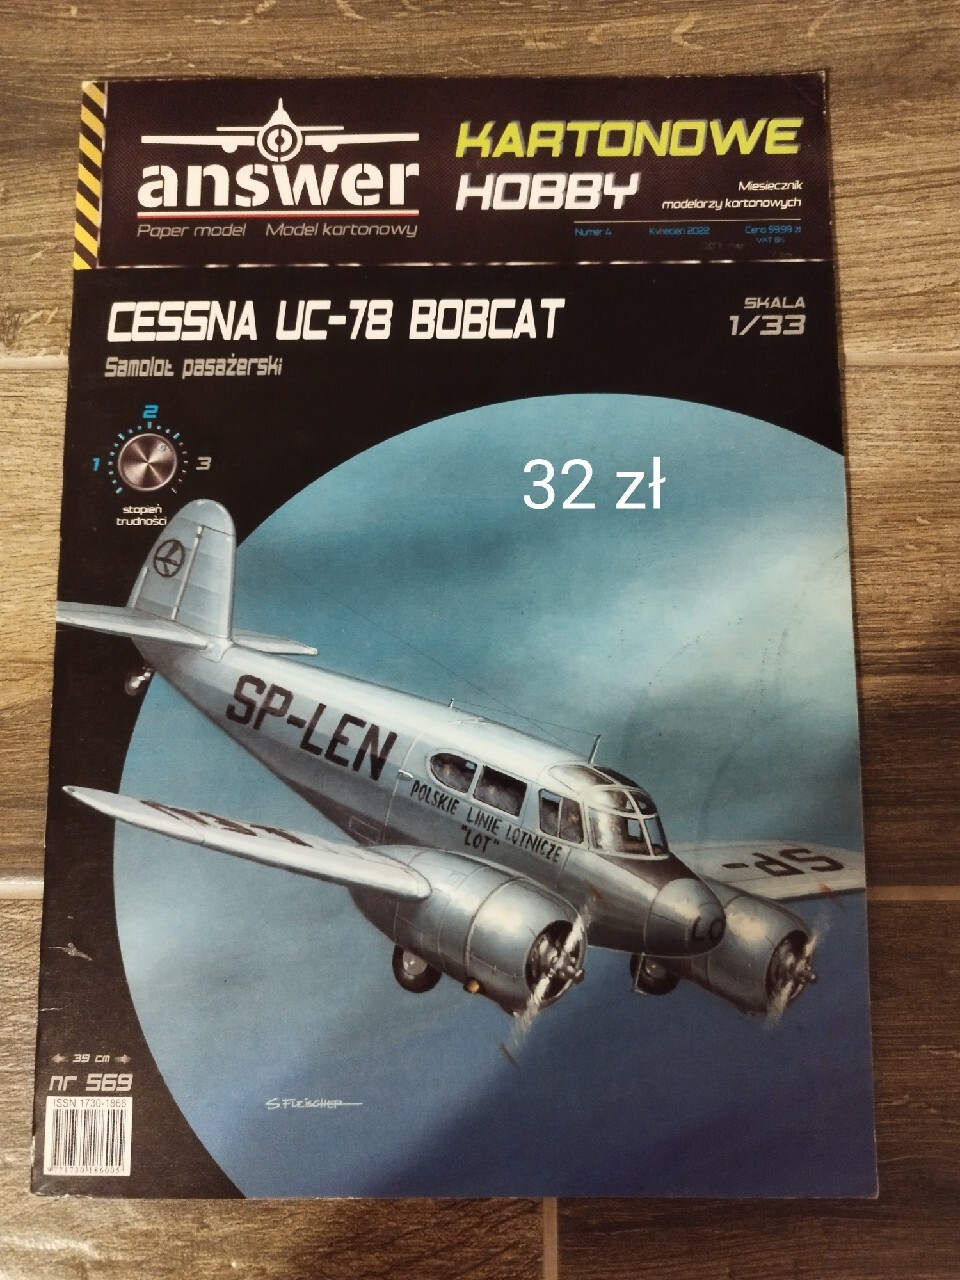 answer
Paper model Model kartonowy
KARTONOWE
HOBBY
Miesięcznik
modelarzy kartonowych
Numer 4 Kwiecień 2022 Cena 59.99 zł
VAT 8%
CESSNA UC-78 BOBCAT
Samolot pasażerski
SKALA
1/33
2
1 3
stopień
trudności
32 zł
SP-LEN
POLSKIE LINIE LOTNICZE
"LOT"
SP-
LO
39 cm
nr 569
ISSN 1730-1866
S. FLEISCHER